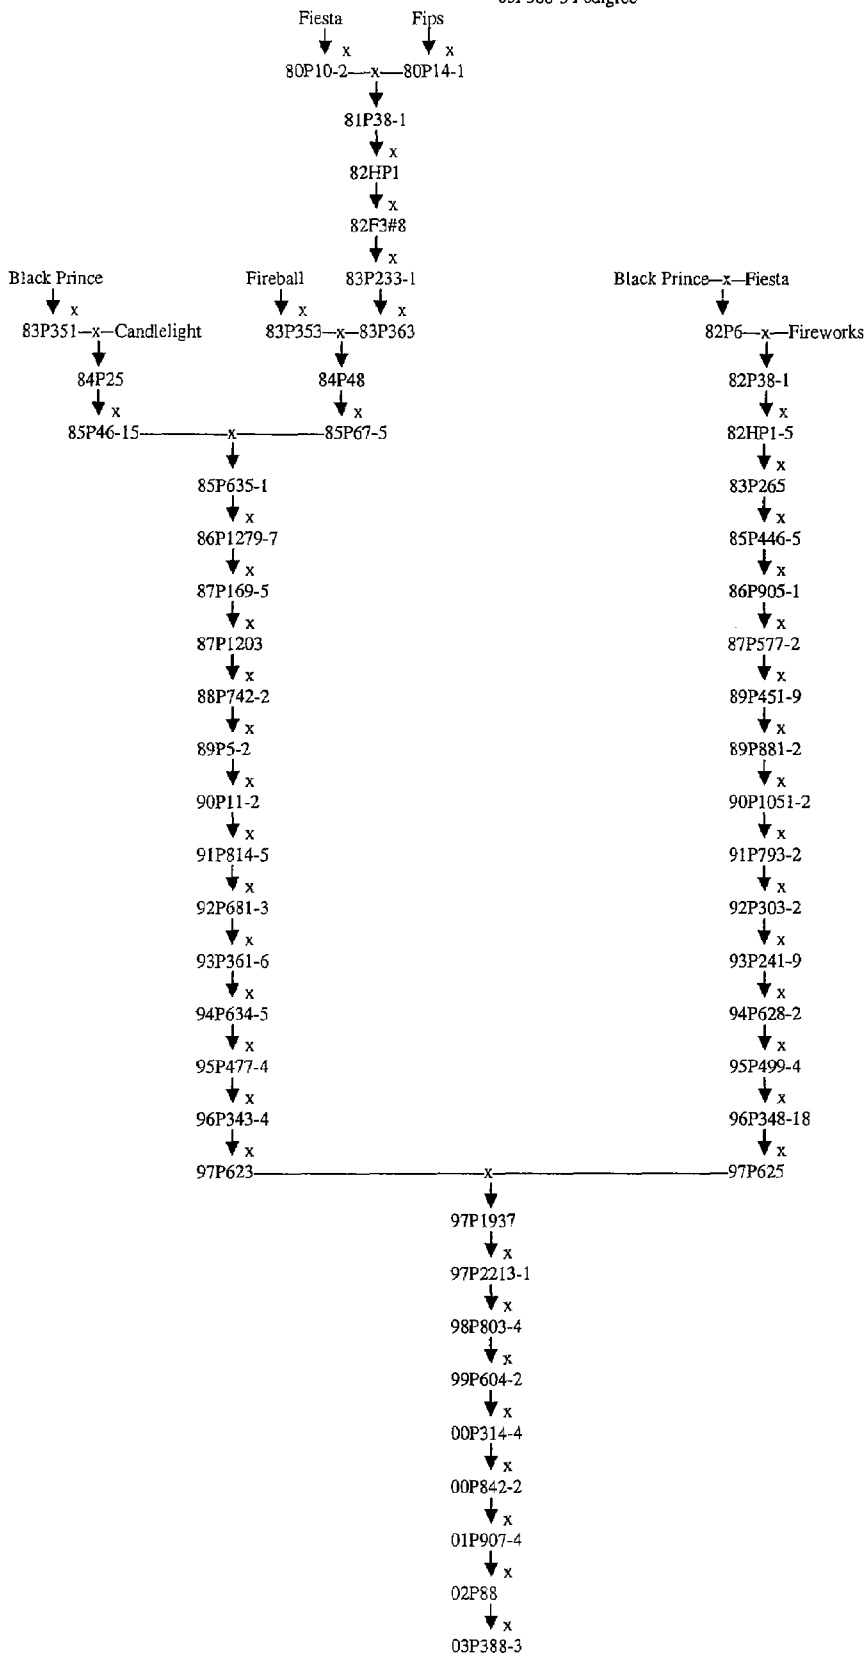 Fiesta Fips
x x
80P10-2—x—80P14-1
81P38-1
x
82HP1
x
82F3#8
x
Black Prince Fireball 83P233-1 Black Prince—x—Fiesta
x x x
83P351—x—Candlelight 83P353—x—83P363 82P6—x—Fireworks
84P25 84P48 82P38-1
x x x
85P46-15—x—85P67-5 82HP1-5
x
85P635-1 83P265
x x
86P1279-7 85P446-5
x x
87P169-5 86P905-1
x x
87P1203 87P577-2
x x
88P742-2 89P451-9
x x
89P5-2 89P881-2
x x
90P11-2 90P1051-2
x x
91P814-5 91P793-2
x x
92P681-3 92P303-2
x x
93P361-6 93P241-9
x x
94P634-5 94P628-2
x x
95P477-4 95P499-4
x x
96P343-4 96P348-18
x x
97P623—x—97P625
97P1937
x
97P2213-1
x
98P803-4
x
99P604-2
x
00P314-4
x
00P842-2
x
01P907-4
x
02P88
x
03P388-3